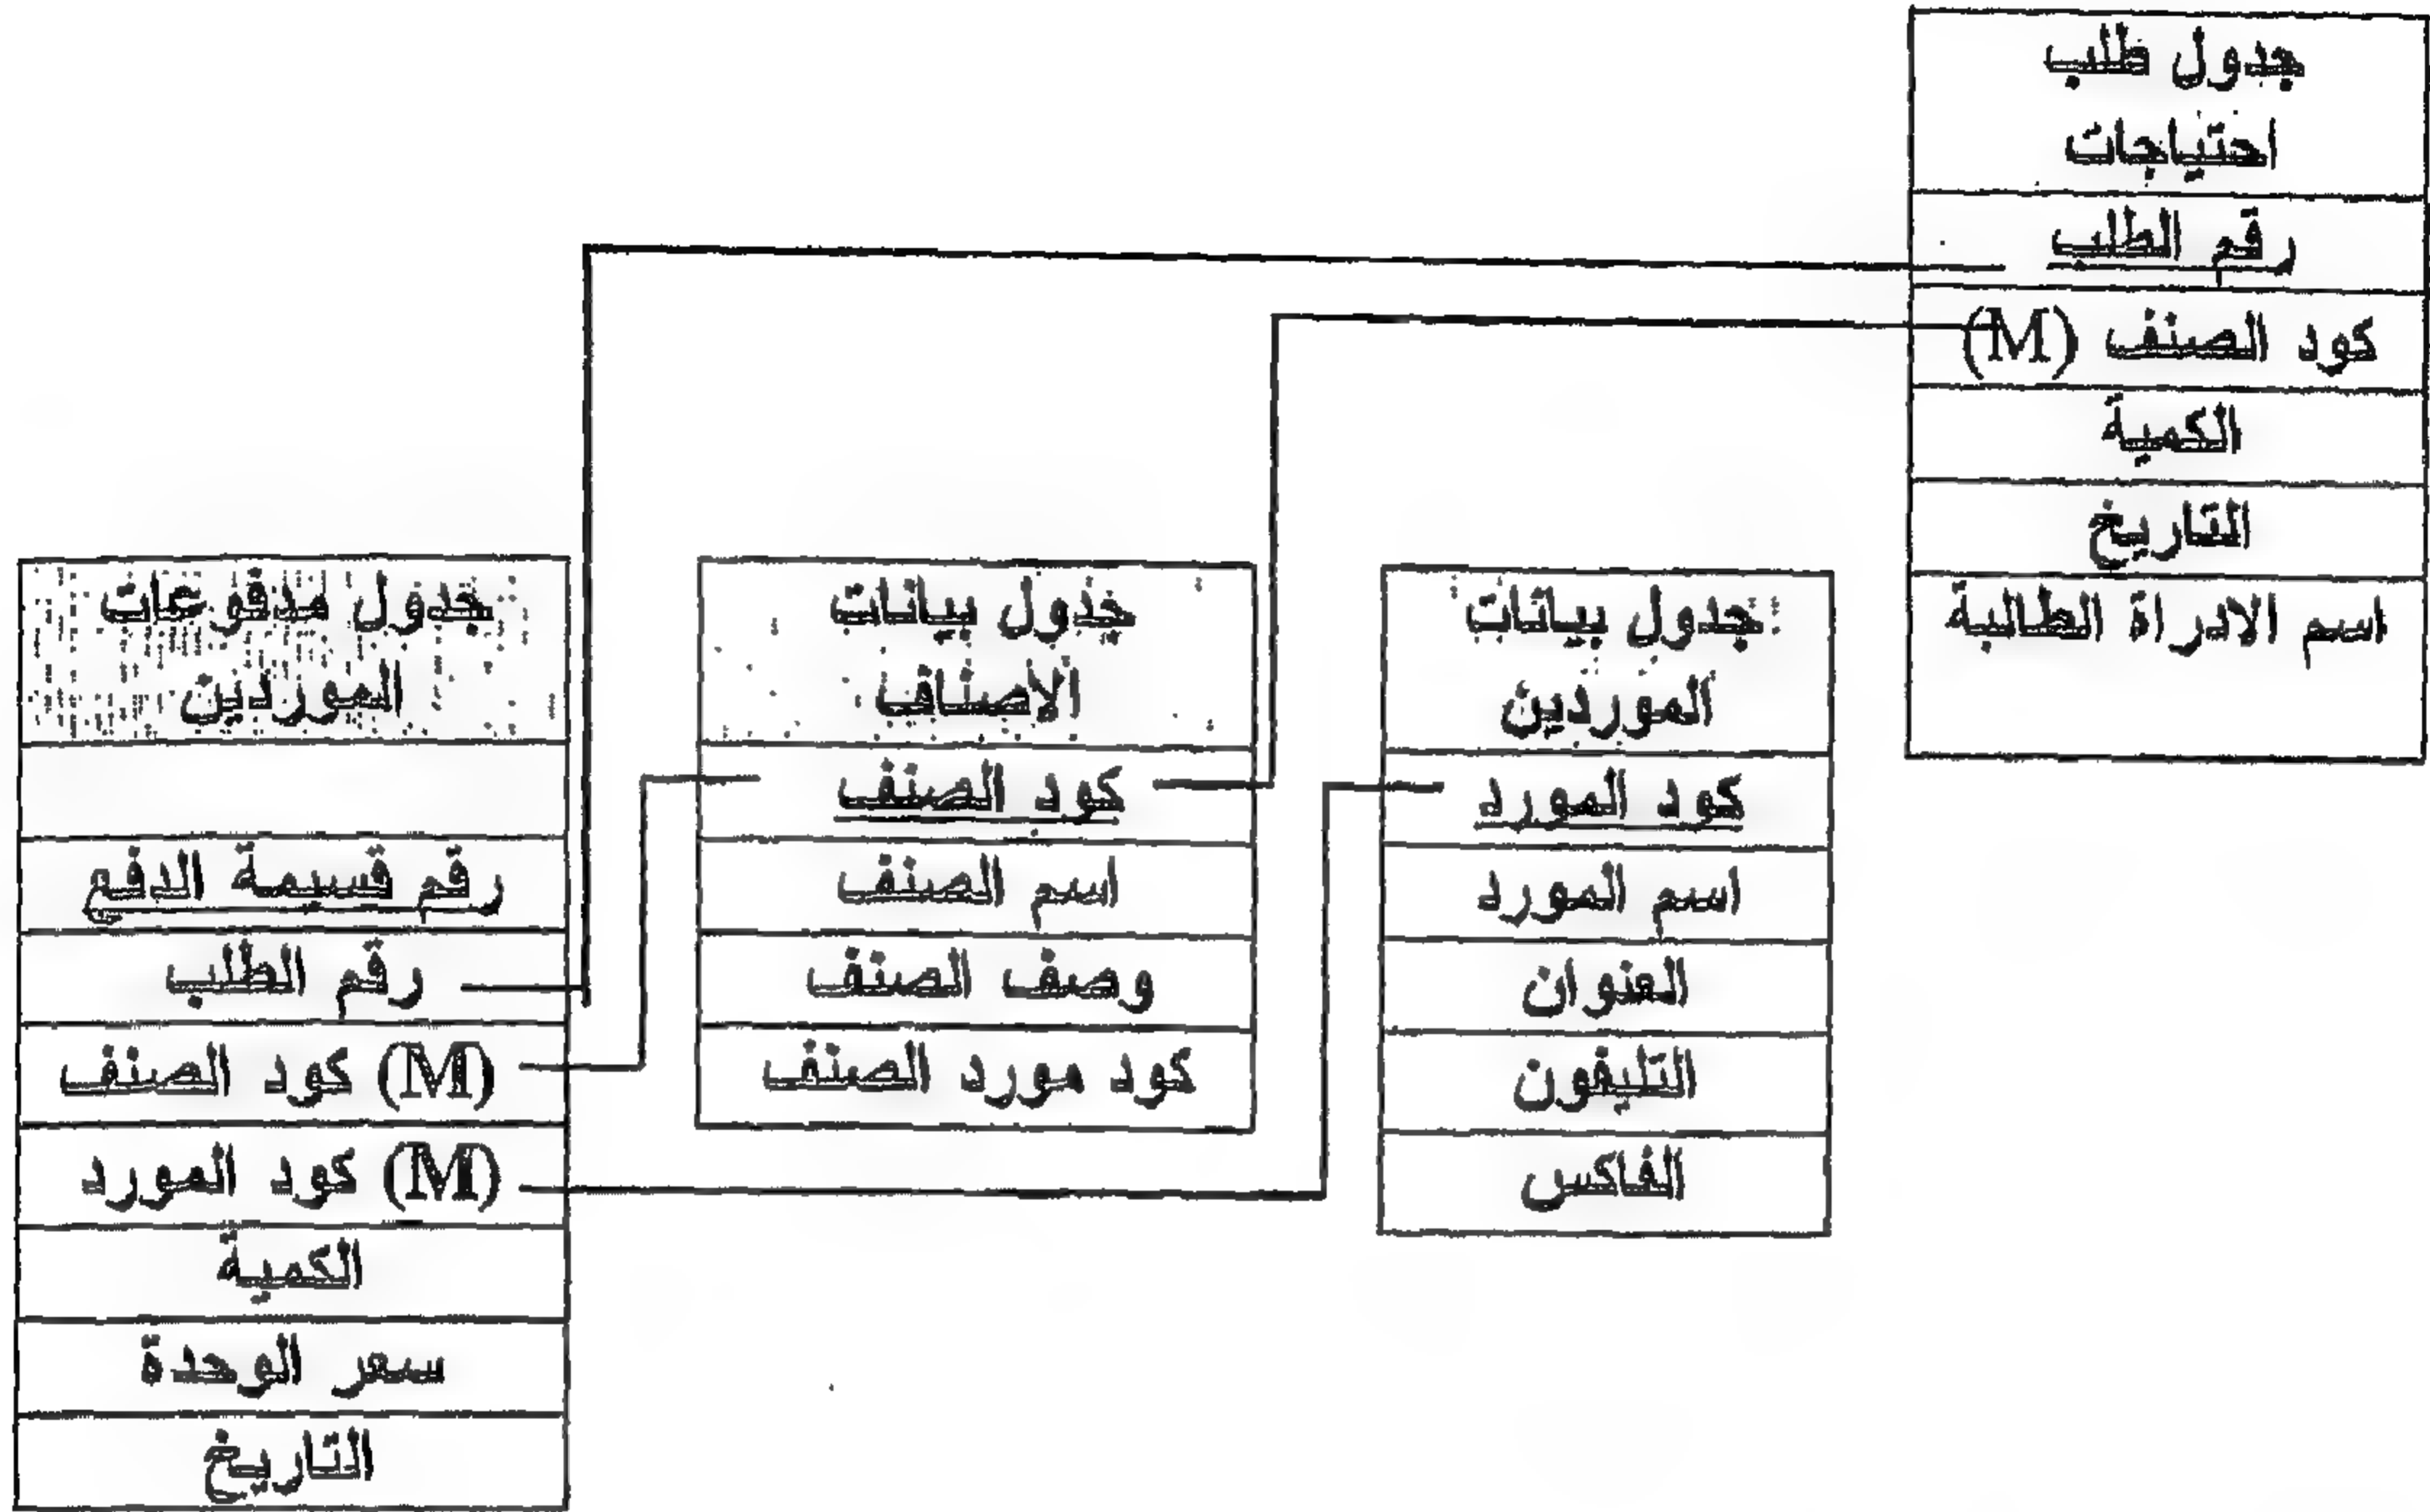 جدول طلب
احتياجات
رقم الطلب
كود الصنف (M)
الكمية
التاريخ
اسم الادراة الطالبة
جدول بيانات
الموردين
كود المورد
اسم المورد
العنوان
التليفون
الفاكس
جدول بيانات
الأصناف
كود الصنف
اسم الصنف
وصف الصنف
كود مورد الصنف
جدول مدفوعات
الموردين
رقم قسيمة الدفع
رقم الطلب
(M) كود الصنف
(M) كود المورد
الكمية
سعر الوحدة
التاريخ